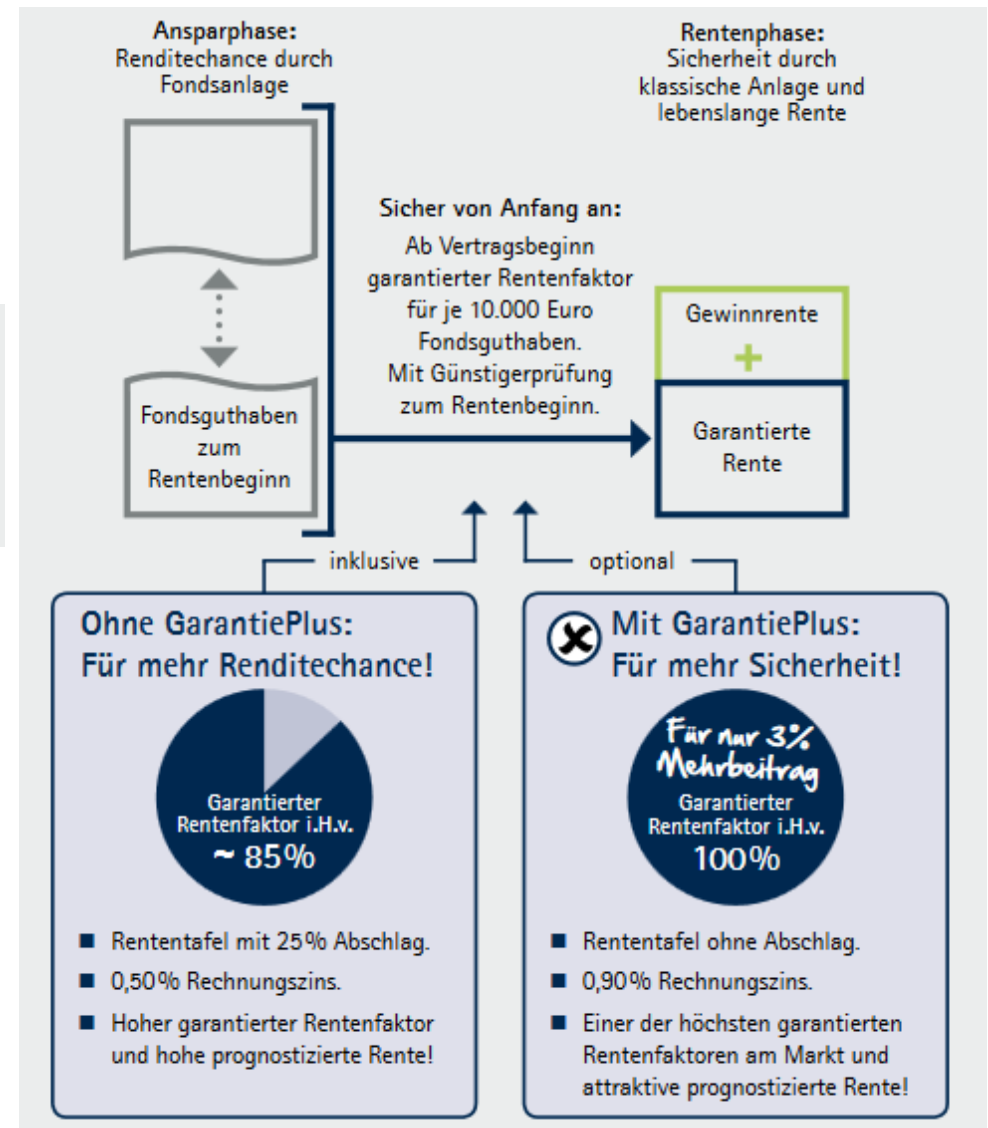 Ansparphase:
Renditechance durch
Fondsanlage
Rentenphase:
Sicherheit durch
klassische Anlage und
lebenslange Rente
Sicher von Anfang an:
Ab Vertragsbeginn
garantierter Rentenfaktor
für je 10.000 Euro
Fondsguthaben.
Mit Günstigerprüfung
zum Rentenbeginn.
Fondsguthaben
zum
Rentenbeginn
Gewinnrente
+
Garantierte
Rente
inklusive
optional
Ohne GarantiePlus:
Für mehr Renditechance!
Garantierter
Rentenfaktor i.H.v.
~ 85%
■ Rententafel mit 25% Abschlag.
■ 0,50% Rechnungszins.
■ Hoher garantierter Rentenfaktor
und hohe prognostizierte Rente!
Mit GarantiePlus:
Für mehr Sicherheit!
Für nur 3%
Mehrbeitrag
Garantierter
Rentenfaktor i.H.v.
100%
■ Rententafel ohne Abschlag.
■ 0,90% Rechnungszins.
■ Einer der höchsten garantierten
Rentenfaktoren am Markt und
attraktive prognostizierte Rente!